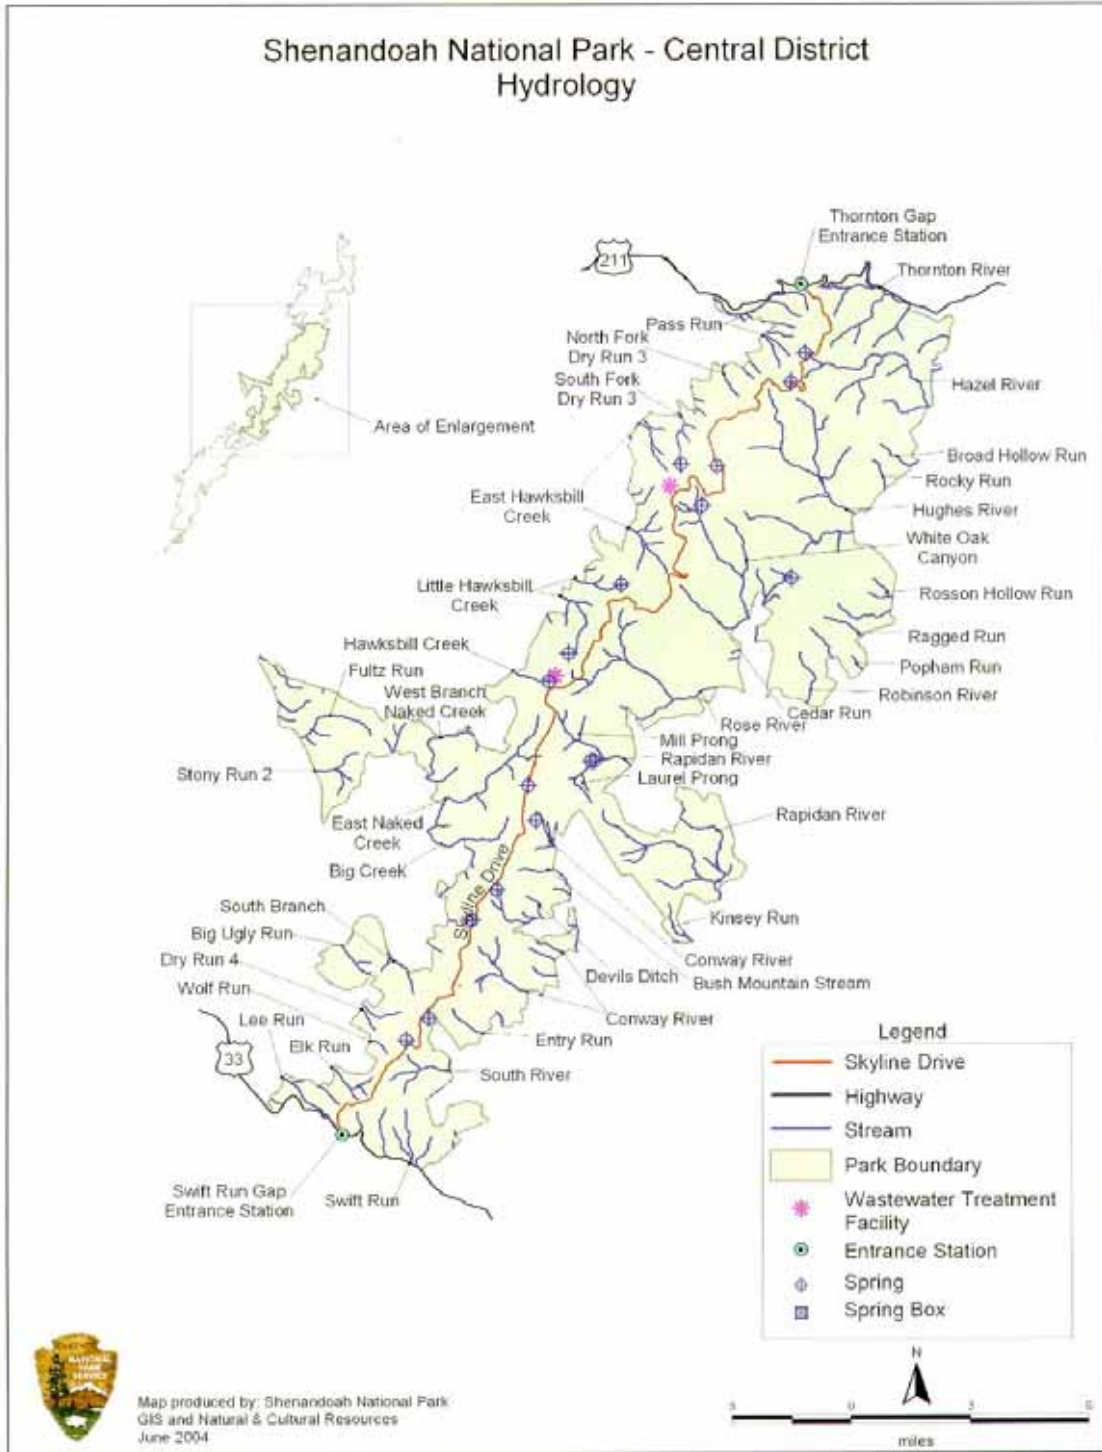 Shenandoah National Park - Central District
Hydrology
Thornton Gap
Entrance Station
211
Thornton River
Pass Run
North Fork
Dry Run 3
South Fork
Dry Run 3
Hazel River
Area of Enlargement
Broad Hollow Run
Rocky Run
East Hawksbill
Creek
Hughes River
White Oak
Canyon
Little Hawksbill
Creek
Rosson Hollow Run
Ragged Run
Hawksbill Creek
Fultz Run
Popham Run
West Branch
Naked Creek
Robinson River
Cedar Run
Rose River
Mill Prong
Rapidan River
Laurel Prong
Stony Run 2
Rapidan River
East Naked
Creek
Big Creek
Skyline Drive
South Branch
Kinsey Run
Big Ugly Run
Dry Run 4
Conway River
Devils Ditch
Bush Mountain Stream
Wolf Run
Lee Run
Conway River
Elk Run
Entry Run
33
South River
Swift Run Gap
Entrance Station
Swift Run
Legend
Skyline Drive
Highway
Stream
Park Boundary
Wastewater Treatment
Facility
Entrance Station
Spring
Spring Box
N
0
3
miles
NATIONAL
PARK
SERVICE
Map produced by: Shenandoah National Park
GIS and Natural & Cultural Resources
June 2004